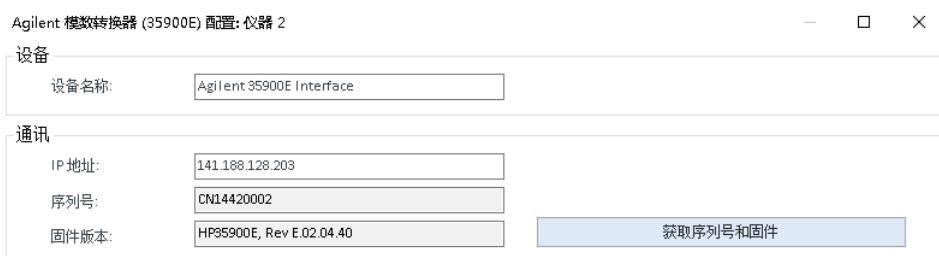 Agilent 模数转换器 (35900E) 配置: 仪器 2
设备
设备名称: Agilent 35900E Interface
通讯
IP 地址: 141.188.128.203
序列号: CN14420002
固件版本: HP35900E, Rev E.02.04.40 获取序列号和固件